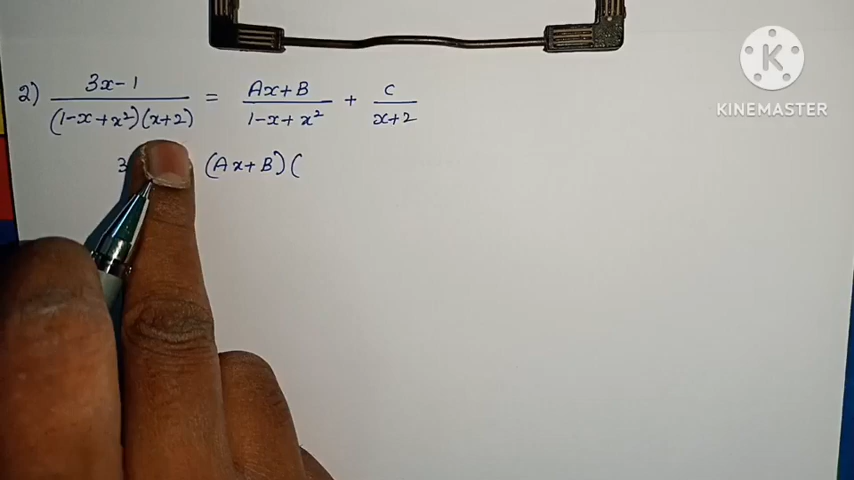 2) 3x-1 / (1-x+x²)(x+2) = Ax+B / 1-x+x² + C / x+2
3 (Ax+B)(
KINEMASTER